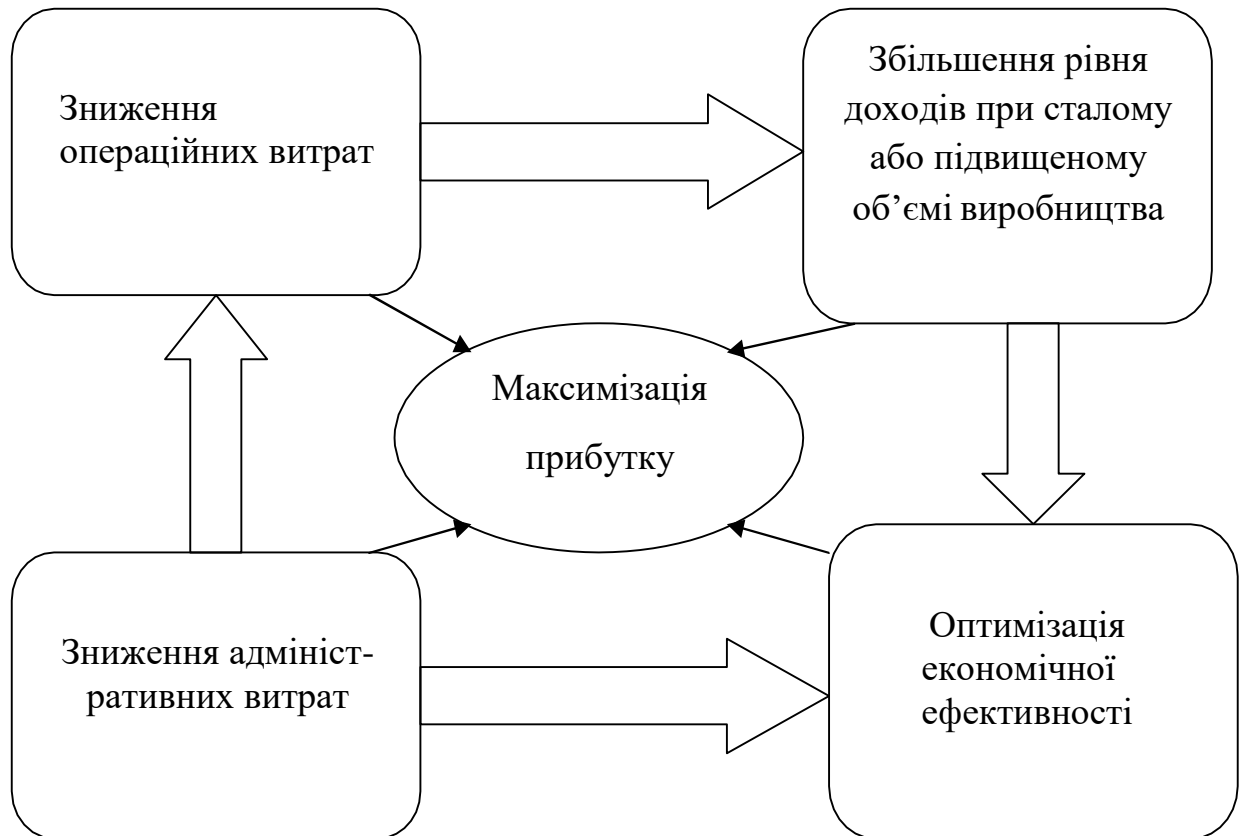 Зниження
операційних витрат
Збільшення рівня
доходів при сталому
або підвищеному
об’ємі виробництва
Максимізація
прибутку
Зниження адмініст-
ративних витрат
Оптимізація
економічної
ефективності